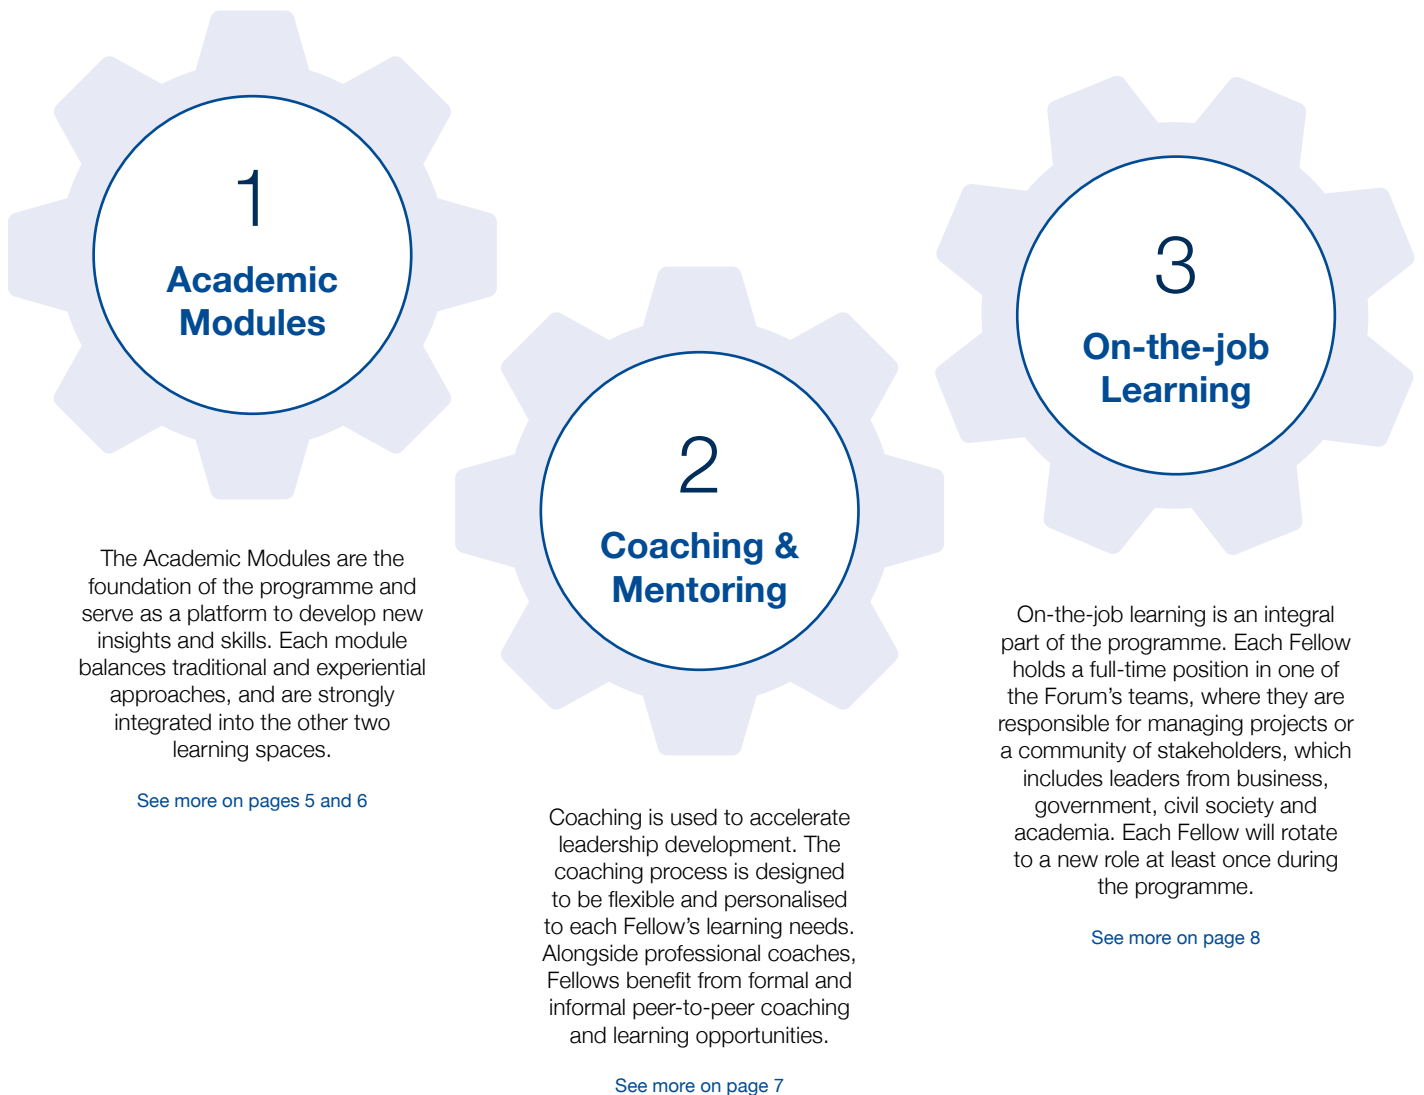 1
Academic
Modules
The Academic Modules are the
foundation of the programme and
serve as a platform to develop new
insights and skills. Each module
balances traditional and experiential
approaches, and are strongly
integrated into the other two
learning spaces.
See more on pages 5 and 6
2
Coaching &
Mentoring
Coaching is used to accelerate
leadership development. The
coaching process is designed
to be flexible and personalised
to each Fellow’s learning needs.
Alongside professional coaches,
Fellows benefit from formal and
informal peer-to-peer coaching
and learning opportunities.
See more on page 7
3
On-the-job
Learning
On-the-job learning is an integral
part of the programme. Each Fellow
holds a full-time position in one of
the Forum’s teams, where they are
responsible for managing projects or
a community of stakeholders, which
includes leaders from business,
government, civil society and
academia. Each Fellow will rotate
to a new role at least once during
the programme.
See more on page 8